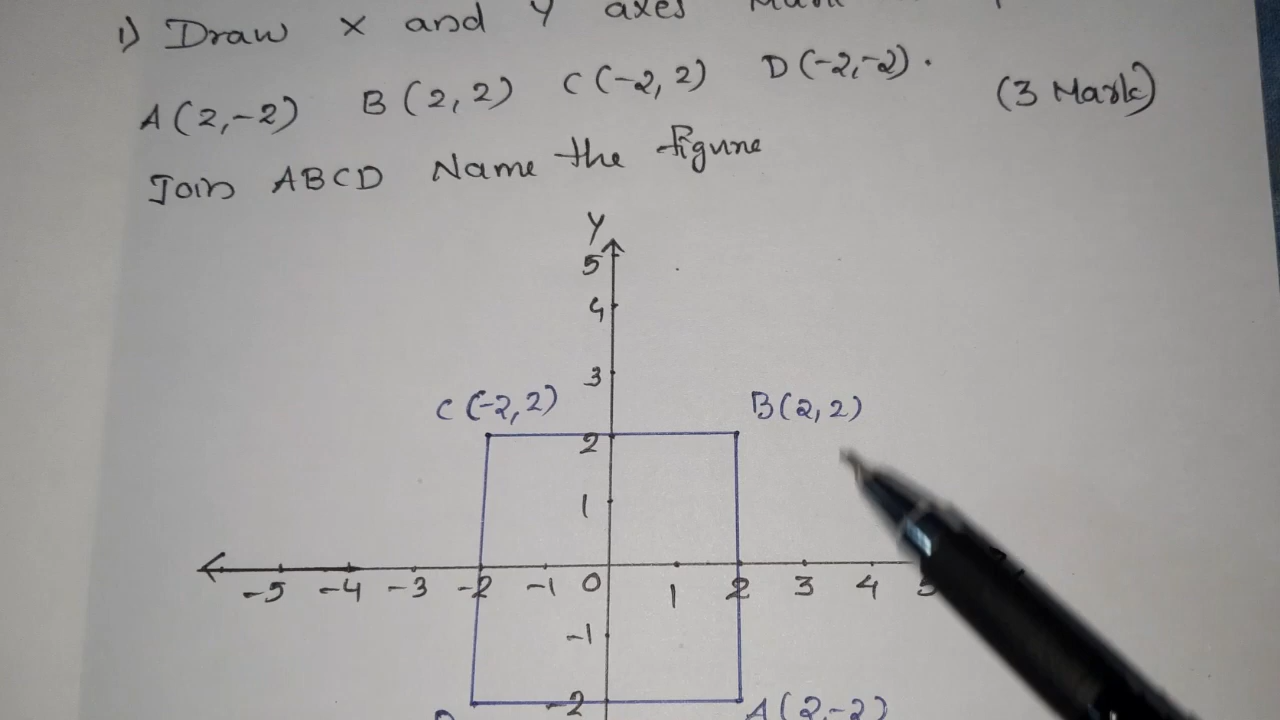 1) Draw x and y axes Mark
A(2,-2) B(2,2) C(-2,2) D(-2,-2).
(3 Mark)
Join ABCD Name the figure
Y
5
4
3
C(-2,2) B(2,2)
2
1
-5 -4 -3 -2 -1 0 1 2 3 4 5
-1
-2 A(2,-2)